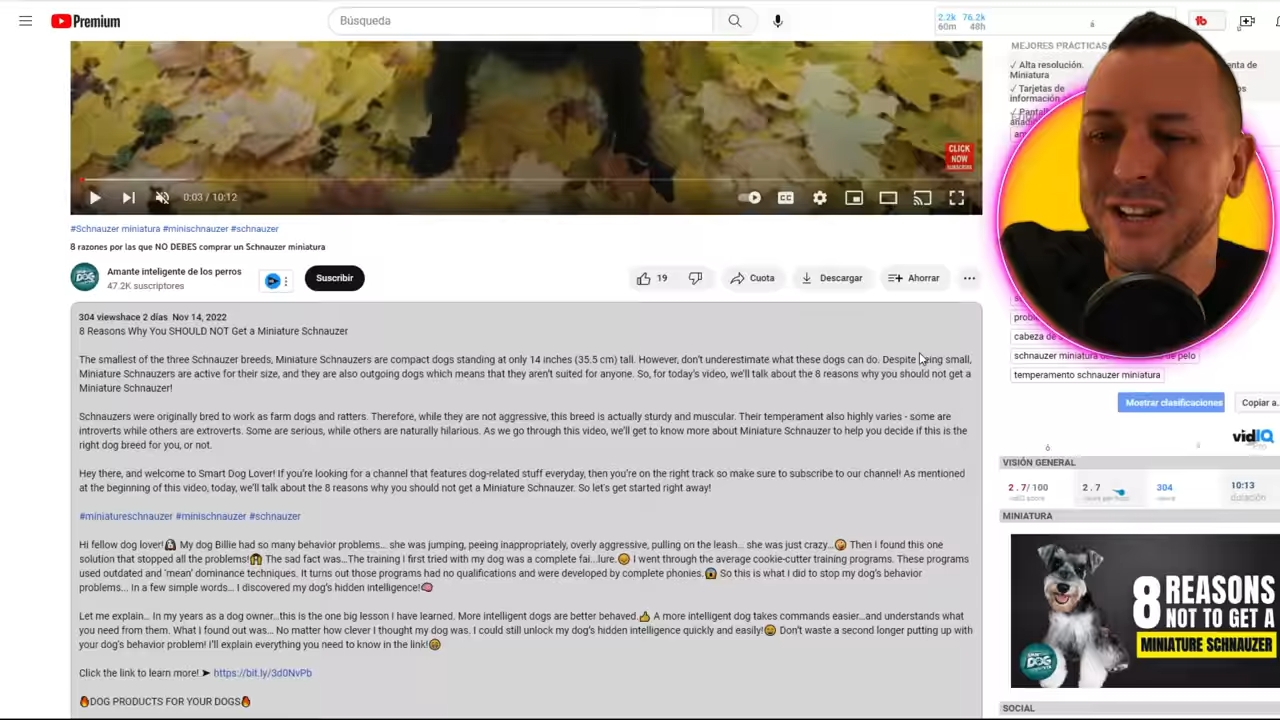 Premium
Búsqueda
2.2k 76.2k
60m 48h
MEJORES PRÁCTICAS
✓ Alta resolución.
Miniatura
✓ Tarjetas de
información
CLICK
NOW
SUBSCRIBE
0:03 / 10:12
CC
#Schnauzer miniatura #minischnauzer #schnauzer
8 razones por las que NO DEBES comprar un Schnauzer miniatura
Amante inteligente de los perros
47.2K suscriptores
Suscribir
19
Cuota
Descargar
Ahorrar
304 viewshace 2 días Nov 14, 2022
8 Reasons Why You SHOULD NOT Get a Miniature Schnauzer
The smallest of the three Schnauzer breeds, Miniature Schnauzers are compact dogs standing at only 14 inches (35.5 cm) tall. However, don't underestimate what these dogs can do. Despite being small,
Miniature Schnauzers are active for their size, and they are also outgoing dogs which means that they aren't suited for anyone. So, for today's video, we'll talk about the 8 reasons why you should not get a
Miniature Schnauzer!
Schnauzers were originally bred to work as farm dogs and ratters. Therefore, while they are not aggressive, this breed is actually sturdy and muscular. Their temperament also highly varies - some are
introverts while others are extroverts. Some are serious, while others are naturally hilarious. As we go through this video, we'll get to know more about Miniature Schnauzer to help you decide if this is the
right dog breed for you, or not.
Hey there, and welcome to Smart Dog Lover! If you're looking for a channel that features dog-related stuff everyday, then you're on the right track so make sure to subscribe to our channel! As mentioned
at the beginning of this video, today, we'll talk about the 8 reasons why you should not get a Miniature Schnauzer. So let's get started right away!
#miniatureschnauzer #minischnauzer #schnauzer
Hi fellow dog lover! My dog Billie had so many behavior problems... she was jumping, peeing inappropriately, overly aggressive, pulling on the leash... she was just crazy... Then i found this one
solution that stopped all the problems! The sad fact was...The training I first tried with my dog was a complete fai...lure. I went through the average cookie-cutter training programs. These programs
used outdated and 'mean' dominance techniques. It turns out those programs had no qualifications and were developed by complete phonies. So this is what I did to stop my dog's behavior
problems... In a few simple words... I discovered my dog's hidden intelligence!
Let me explain... In my years as a dog owner...this is the one big lesson I have learned. More intelligent dogs are better behaved. A more intelligent dog takes commands easier...and understands what
you need from them. What I found out was... No matter how clever I thought my dog was. I could still unlock my dog's hidden intelligence quickly and easily! Don't waste a second longer putting up with
your dog's behavior problem! I'll explain everything you need to know in the link!
Click the link to learn more! ➤ https://bit.ly/3d0NvPb
🔥DOG PRODUCTS FOR YOUR DOGS🔥
cabeza de
schnauzer miniatura
de pelo
temperamento schnauzer miniatura
Mostrar clasificaciones
Copiar a.
vidIQ
VISIÓN GENERAL
2.7/ 100
2.7
304
10:13
duración
MINIATURA
8 REASONS
NOT TO GET A
MINIATURE SCHNAUZER
DOG
SOCIAL